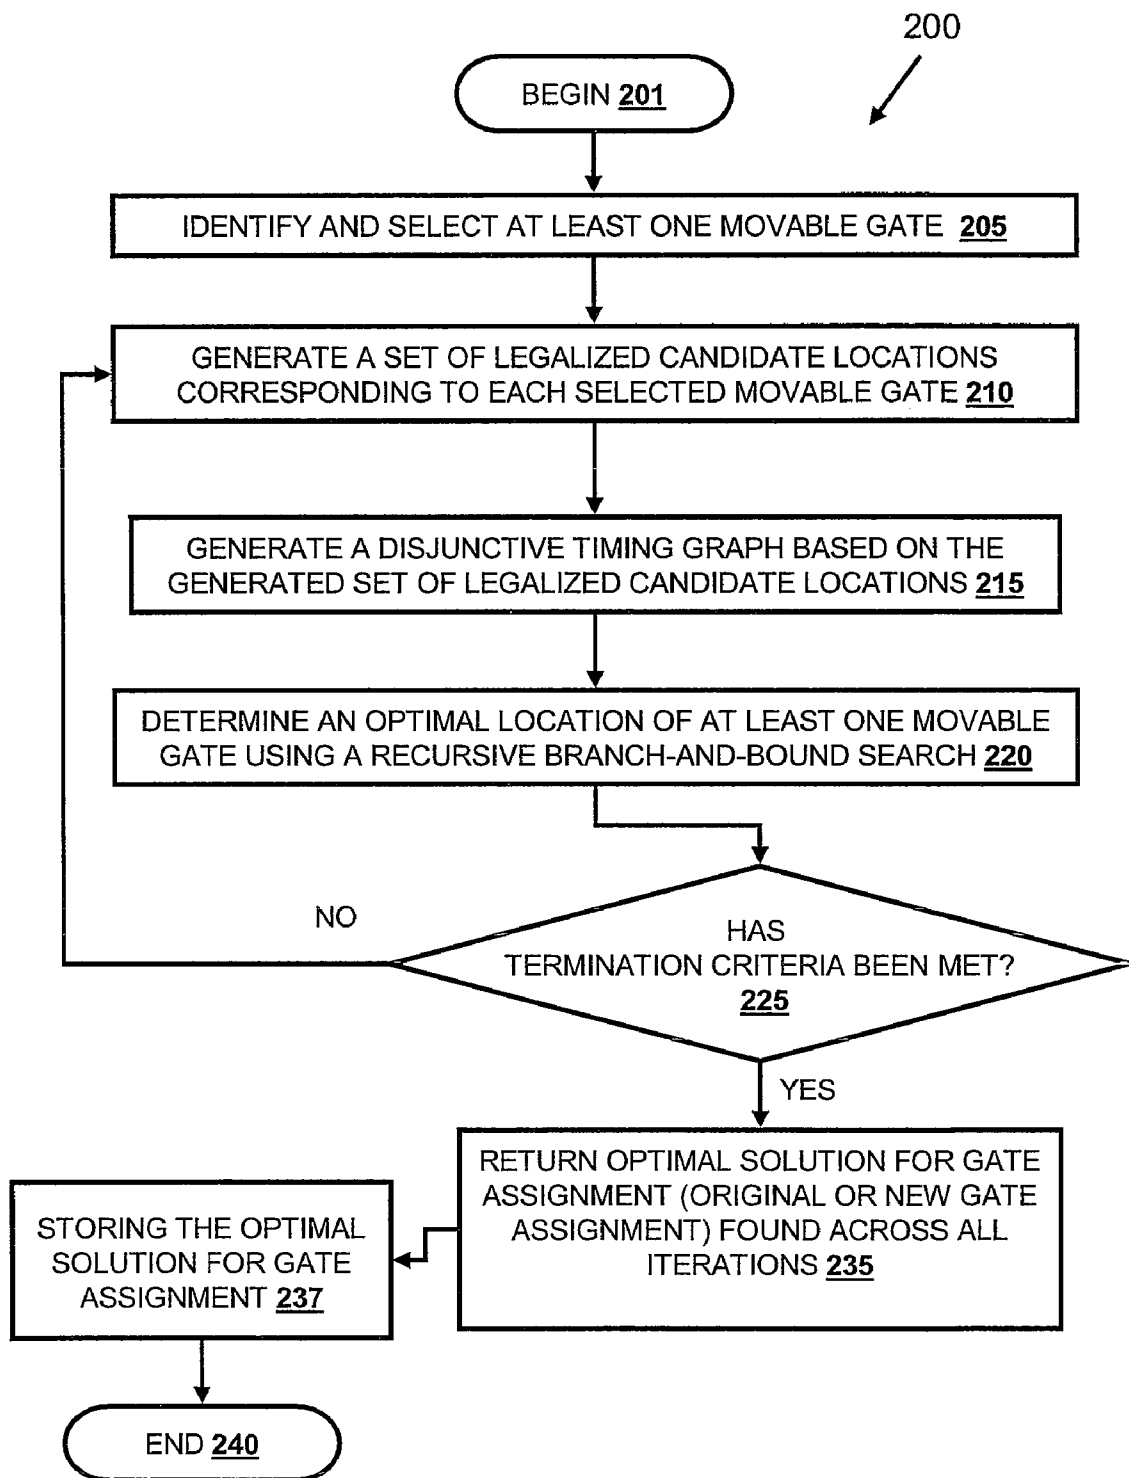 200
BEGIN 201
IDENTIFY AND SELECT AT LEAST ONE MOVABLE GATE 205
GENERATE A SET OF LEGALIZED CANDIDATE LOCATIONS
CORRESPONDING TO EACH SELECTED MOVABLE GATE 210
GENERATE A DISJUNCTIVE TIMING GRAPH BASED ON THE
GENERATED SET OF LEGALIZED CANDIDATE LOCATIONS 215
DETERMINE AN OPTIMAL LOCATION OF AT LEAST ONE MOVABLE
GATE USING A RECURSIVE BRANCH-AND-BOUND SEARCH 220
NO
HAS
TERMINATION CRITERIA BEEN MET?
225
YES
RETURN OPTIMAL SOLUTION FOR GATE
ASSIGNMENT (ORIGINAL OR NEW GATE
ASSIGNMENT) FOUND ACROSS ALL
ITERATIONS 235
STORING THE OPTIMAL
SOLUTION FOR GATE
ASSIGNMENT 237
END 240